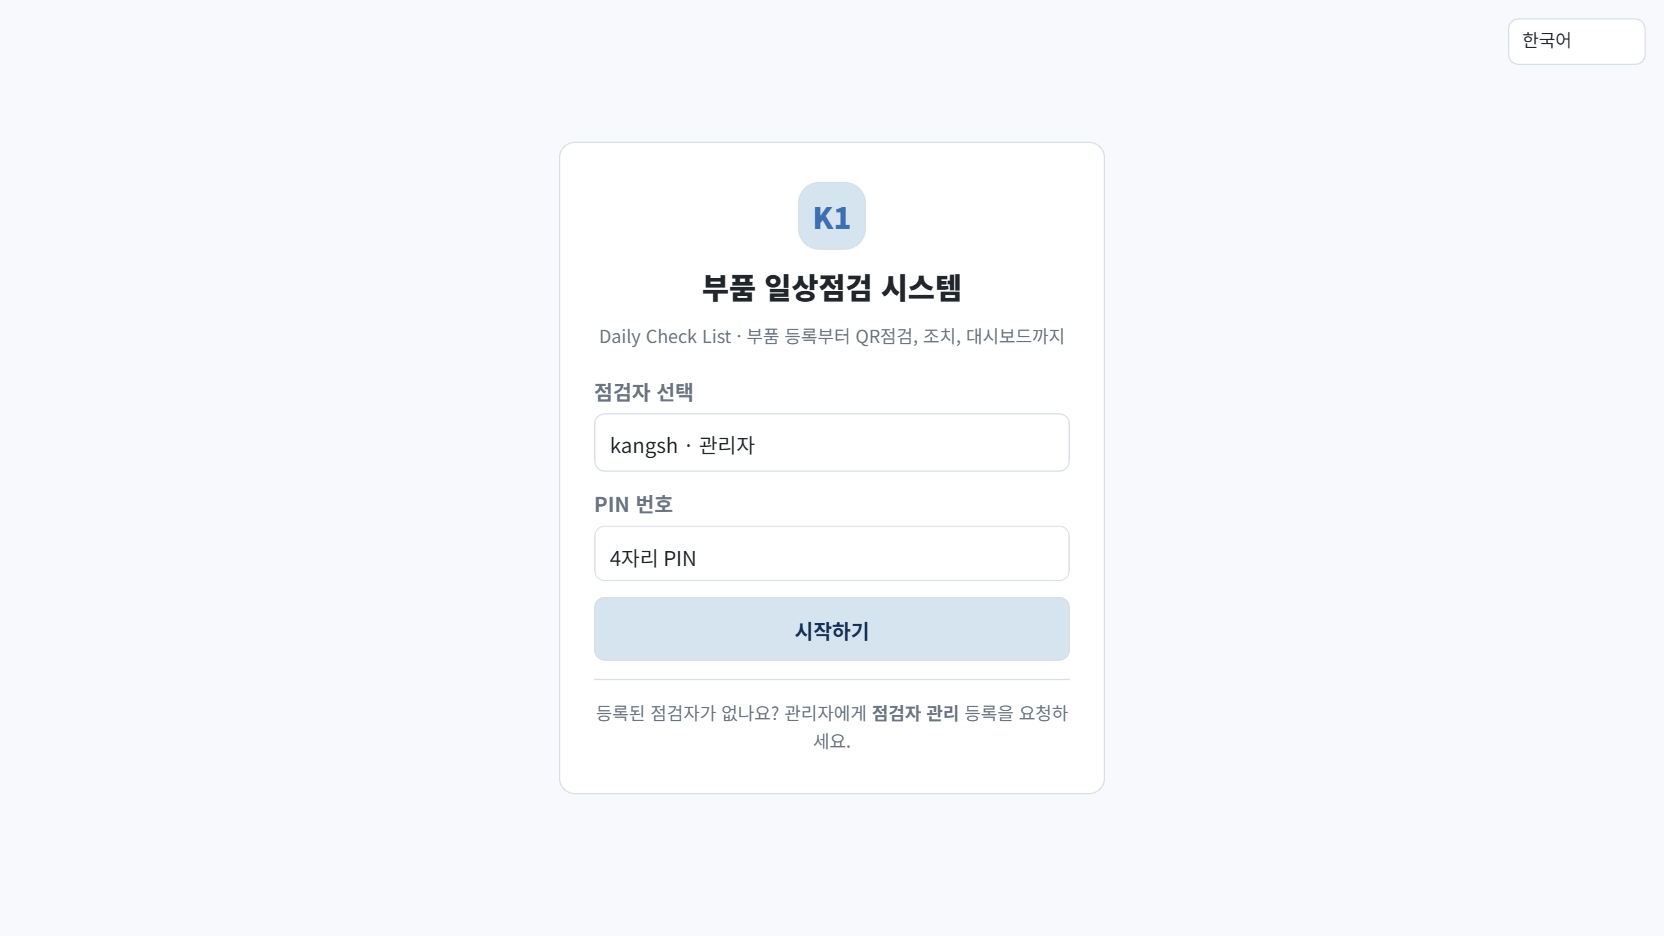 한국어
K1
부품 일상점검 시스템
Daily Check List · 부품 등록부터 QR점검, 조치, 대시보드까지
점검자 선택
kangsh · 관리자
PIN 번호
4자리 PIN
시작하기
등록된 점검자가 없나요? 관리자에게 점검자 관리 등록을 요청하
세요.